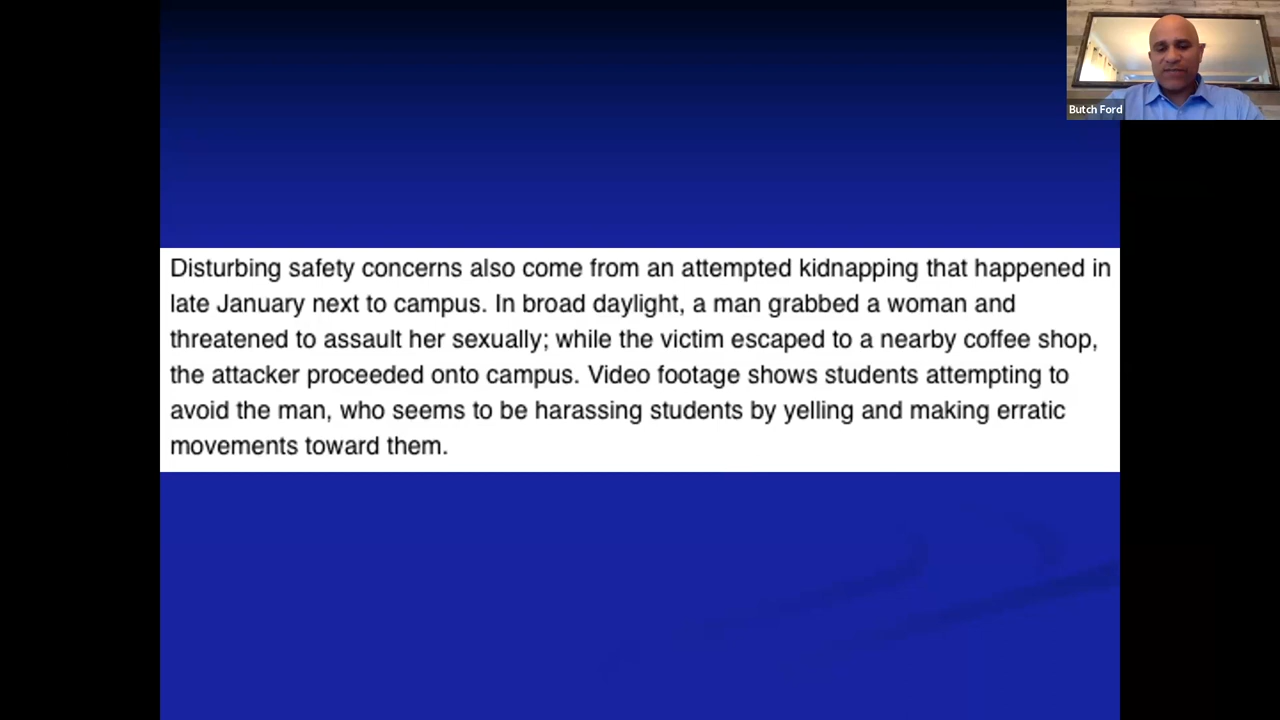 Butch Ford
Disturbing safety concerns also come from an attempted kidnapping that happened in
late January next to campus. In broad daylight, a man grabbed a woman and
threatened to assault her sexually; while the victim escaped to a nearby coffee shop,
the attacker proceeded onto campus. Video footage shows students attempting to
avoid the man, who seems to be harassing students by yelling and making erratic
movements toward them.